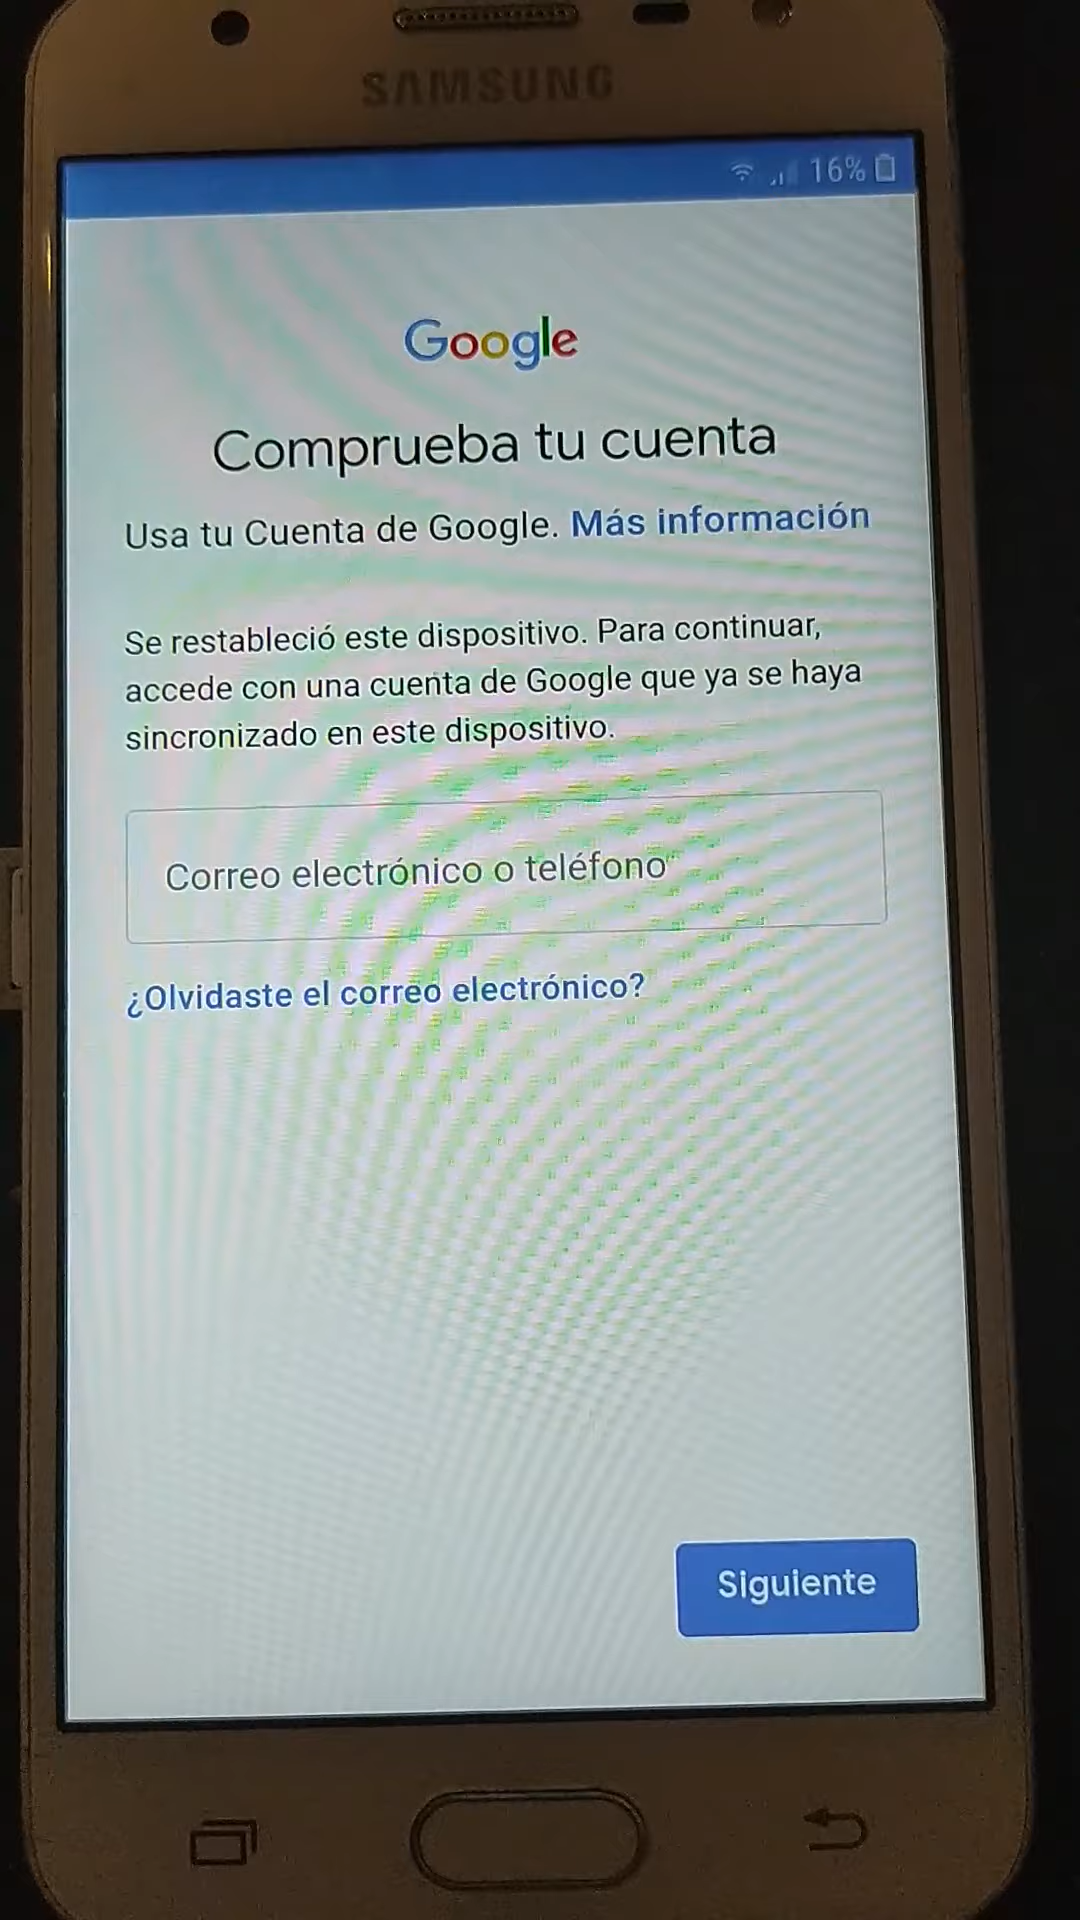 SAMSUNG
16%
Google
Comprueba tu cuenta
Usa tu Cuenta de Google. Más información
Se restableció este dispositivo. Para continuar,
accede con una cuenta de Google que ya se haya
sincronizado en este dispositivo.
Correo electrónico o teléfono
¿Olvidaste el correo electrónico?
Siguiente